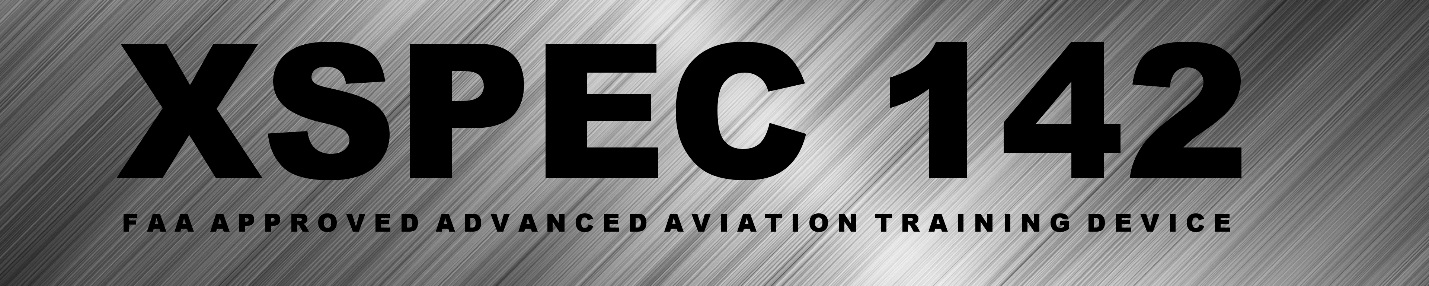 XSPEC 142
FAA APPROVED ADVANCED AVIATION TRAINING DEVICE